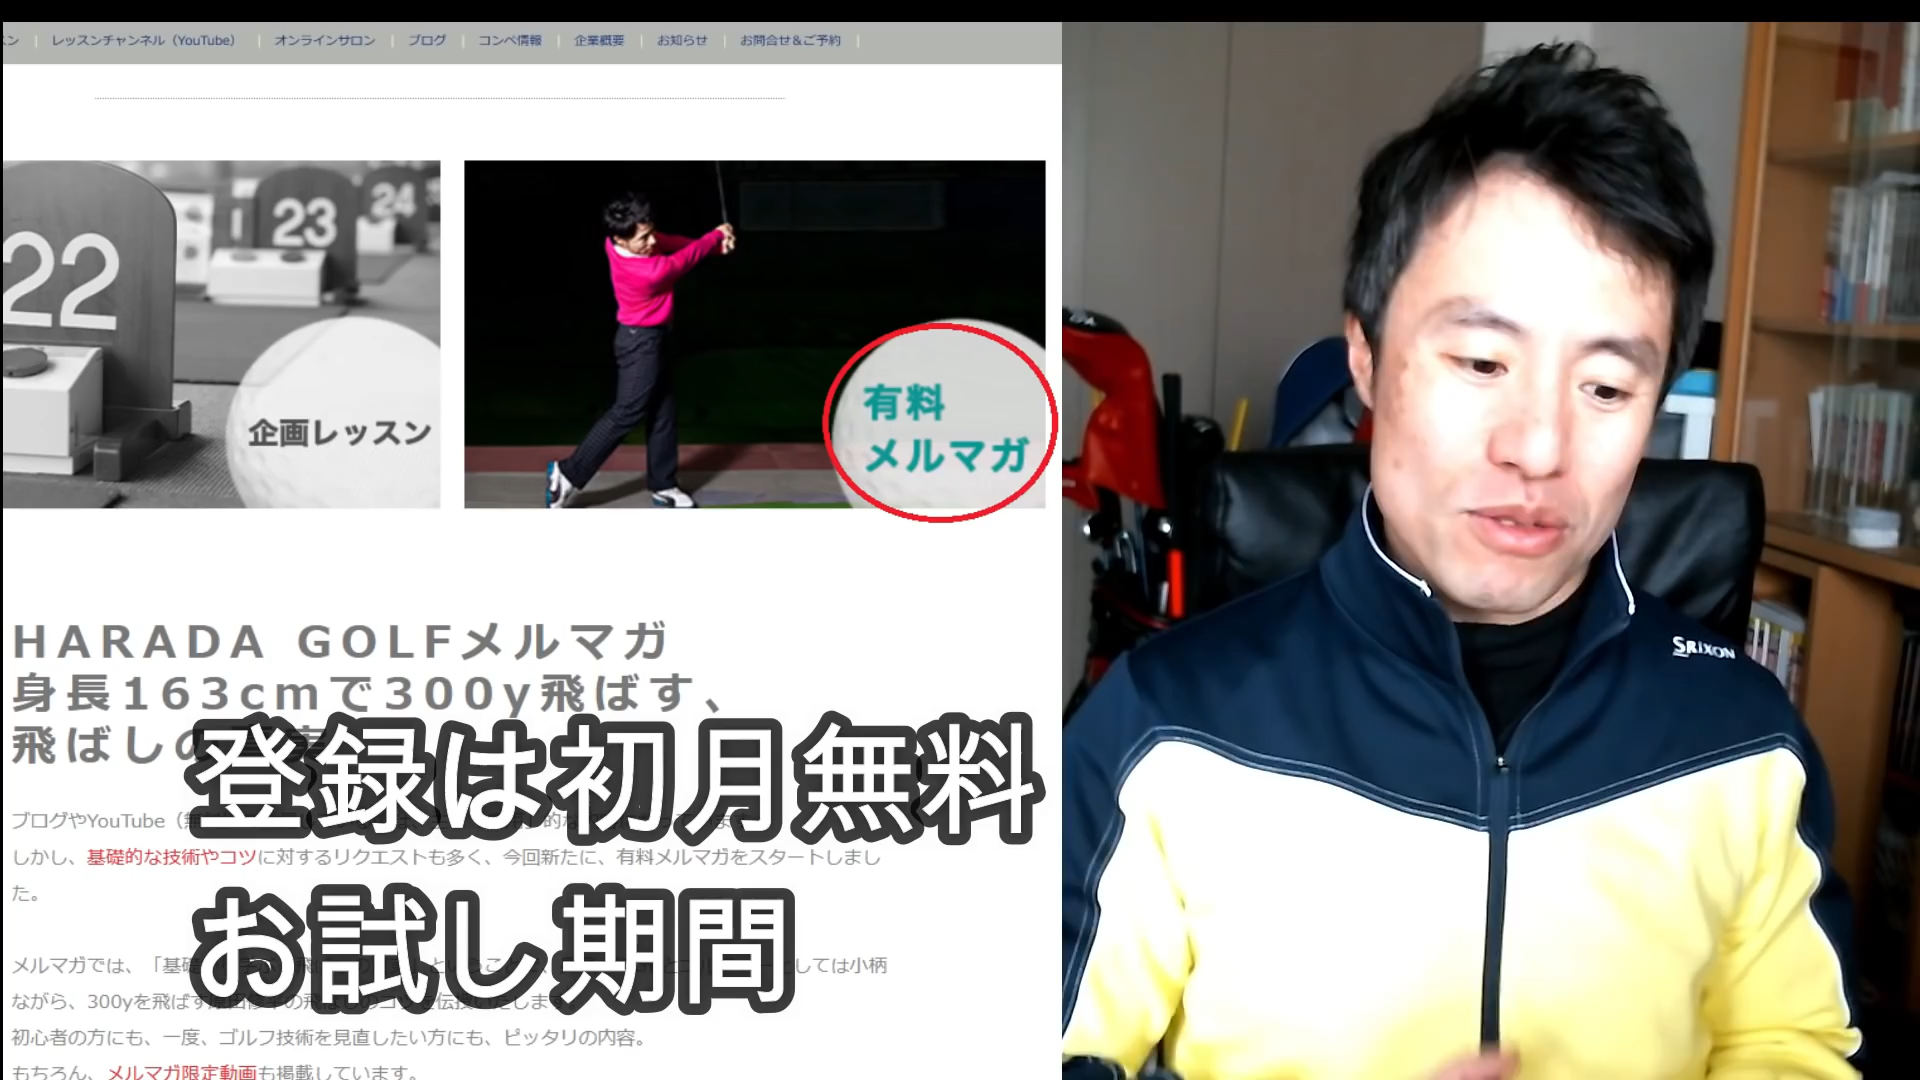 レッスンチャンネル（YouTube）
オンラインサロン
ブログ
コンペ情報
企業概要
お知らせ
お問合せ＆ご予約
22
23
24
企画レッスン
有料
メルマガ
HARADA GOLFメルマガ
身長163cmで300y飛ばす、
飛ばしの
登録は初月無料
お試し期間
ブログやYouTube
しかし、基礎的な技術やコツに対するリクエストも多く、今回新たに、有料メルマガをスタートしまし
た。
メルマガでは、「基礎 としては小柄
ながら、300yを飛ばす
初心者の方にも、一度、ゴルフ技術を見直したい方にも、ピッタリの内容。
もちろん、メルマガ限定動画も掲載しています。
SRIXON